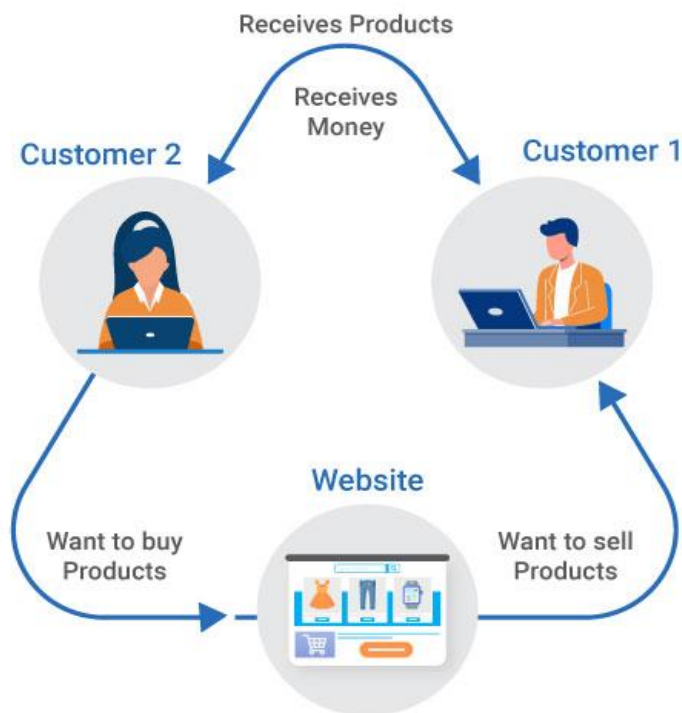 Receives Products
Receives
Money
Customer 2
Customer 1
Website
Want to buy
Products
Want to sell
Products